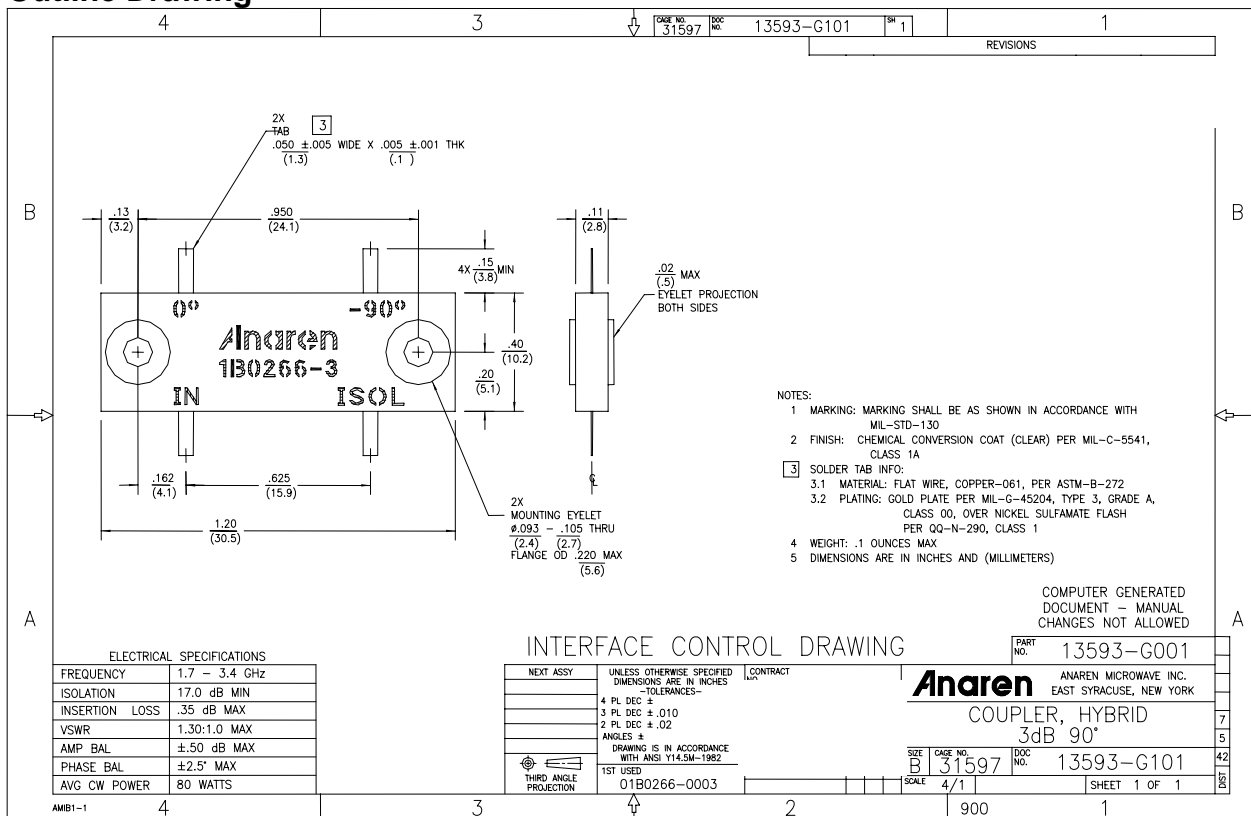 4
3
CAGE NO. 31597
DOC NO. 13593-G101
SH 1
1
REVISIONS
2X
TAB 3
.050 ±.005 WIDE X .005 ±.001 THK
(1.3) (.1 )
B
B
.13
(3.2)
.950
(24.1)
.11
(2.8)
4X .15 MIN
(3.8)
.02 MAX
(.5)
EYELET PROJECTION
BOTH SIDES
0° -90°
Anaren
1B0266-3
IN ISOL
.40
(10.2)
.20
(5.1)
.162
(4.1)
.625
(15.9)
1.20
(30.5)
2X
MOUNTING EYELET
ø.093 - .105 THRU
(2.4) (2.7)
FLANGE OD .220 MAX
(5.6)
NOTES:
1 MARKING: MARKING SHALL BE AS SHOWN IN ACCORDANCE WITH
MIL-STD-130
2 FINISH: CHEMICAL CONVERSION COAT (CLEAR) PER MIL-C-5541,
CLASS 1A
3 SOLDER TAB INFO:
3.1 MATERIAL: FLAT WIRE, COPPER-061, PER ASTM-B-272
3.2 PLATING: GOLD PLATE PER MIL-G-45204, TYPE 3, GRADE A,
CLASS 00, OVER NICKEL SULFAMATE FLASH
PER QQ-N-290, CLASS 1
4 WEIGHT: .1 OUNCES MAX
5 DIMENSIONS ARE IN INCHES AND (MILLIMETERS)
A
A
COMPUTER GENERATED
DOCUMENT - MANUAL
CHANGES NOT ALLOWED
ELECTRICAL SPECIFICATIONS
FREQUENCY 1.7 - 3.4 GHz
ISOLATION 17.0 dB MIN
INSERTION LOSS .35 dB MAX
VSWR 1.30:1.0 MAX
AMP BAL ±.50 dB MAX
PHASE BAL ±2.5° MAX
AVG CW POWER 80 WATTS
INTERFACE CONTROL DRAWING
NEXT ASSY
THIRD ANGLE
PROJECTION
UNLESS OTHERWISE SPECIFIED
DIMENSIONS ARE IN INCHES
-TOLERANCES-
4 PL DEC ±
3 PL DEC ±.010
2 PL DEC ±.02
ANGLES ±
DRAWING IS IN ACCORDANCE
WITH ANSI Y14.5M-1982
1ST USED
01B0266-0003
CONTRACT
PART NO. 13593-G001
Anaren
ANAREN MICROWAVE INC.
EAST SYRACUSE, NEW YORK
COUPLER, HYBRID
3dB 90°
SIZE B
CAGE NO. 31597
DOC NO. 13593-G101
SCALE 4/1
SHEET 1 OF 1
7
5
42
DIST
AMIB1-1
4
3
2
900
1